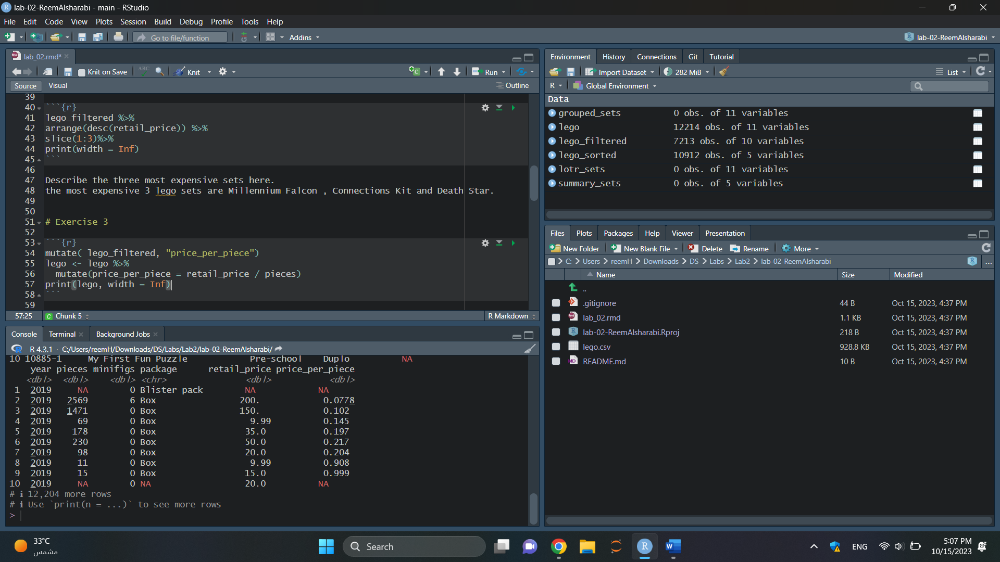 lab-02-ReemAlsharabi - main - RStudio
File Edit Code View Plots Session Build Debug Profile Tools Help
Go to file/function Addins lab-02-ReemAlsharabi
lab_02.rmd*
Knit on Save ABC Knit Run
Source Visual Outline
39
40 ```{r}
41 lego_filtered %>%
42 arrange(desc(retail_price)) %>%
43 slice(1:3)%>%
44 print(width = Inf)
45 ```
46
47 Describe the three most expensive sets here.
48 the most expensive 3 lego sets are Millennium Falcon , Connections Kit and Death Star.
49
50
51 # Exercise 3
52
53 ```{r}
54 mutate( lego_filtered, "price_per_piece")
55 lego <- lego %>%
56 mutate(price_per_piece = retail_price / pieces)
57 print(lego, width = Inf)
58 ```
59
57:25 Chunk 5 R Markdown
Console Terminal Background Jobs
R 4.3.1 · C:/Users/reemH/Downloads/DS/Labs/Lab2/lab-02-ReemAlsharabi/
10 10885-1 My First Fun Puzzle Pre-school Duplo NA
year pieces minifigs package retail_price price_per_piece
<dbl> <dbl> <dbl> <chr> <dbl> <dbl>
1 2019 NA 0 Blister pack NA NA
2 2019 2569 6 Box 200. 0.0778
3 2019 1471 0 Box 150. 0.102
4 2019 69 0 Box 9.99 0.145
5 2019 178 0 Box 35.0 0.197
6 2019 230 0 Box 50.0 0.217
7 2019 98 0 Box 20.0 0.204
8 2019 11 0 Box 9.99 0.908
9 2019 15 0 Box 15.0 0.999
10 2019 NA 0 NA 20.0 NA
# ℹ 12,204 more rows
# ℹ Use `print(n = ...)` to see more rows
>
Environment History Connections Git Tutorial
Import Dataset 282 MiB List
R Global Environment
Data
grouped_sets 0 obs. of 11 variables
lego 12214 obs. of 11 variables
lego_filtered 7213 obs. of 10 variables
lego_sorted 10912 obs. of 5 variables
lotr_sets 0 obs. of 11 variables
summary_sets 0 obs. of 5 variables
Files Plots Packages Help Viewer Presentation
New Folder New Blank File Delete Rename More
C: > Users > reemH > Downloads > DS > Labs > Lab2 > lab-02-ReemAlsharabi ...
Name Size Modified
..
.gitignore 44 B Oct 15, 2023, 4:37 PM
lab_02.rmd 1.1 KB Oct 15, 2023, 4:37 PM
lab-02-ReemAlsharabi.Rproj 218 B Oct 15, 2023, 4:37 PM
lego.csv 928.8 KB Oct 15, 2023, 4:37 PM
README.md 10 B Oct 15, 2023, 4:37 PM
33°C
مشمس
Search
ENG
5:07 PM
10/15/2023